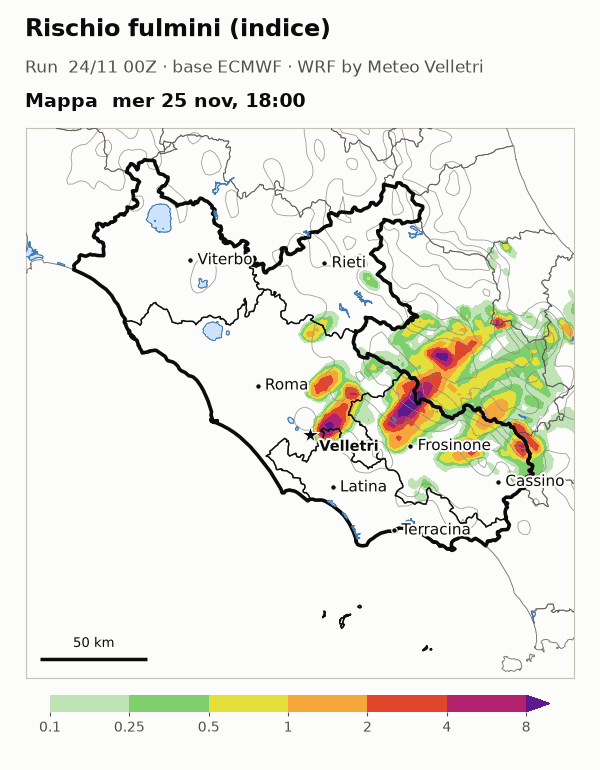 Rischio fulmini (indice)
Run  24/11 00Z · base ECMWF · WRF by Meteo Velletri
Mappa  mer 25 nov, 18:00
Viterbo
Rieti
Roma
Velletri
Frosinone
Latina
Cassino
Terracina
50 km
0.1 0.25 0.5 1 2 4 8